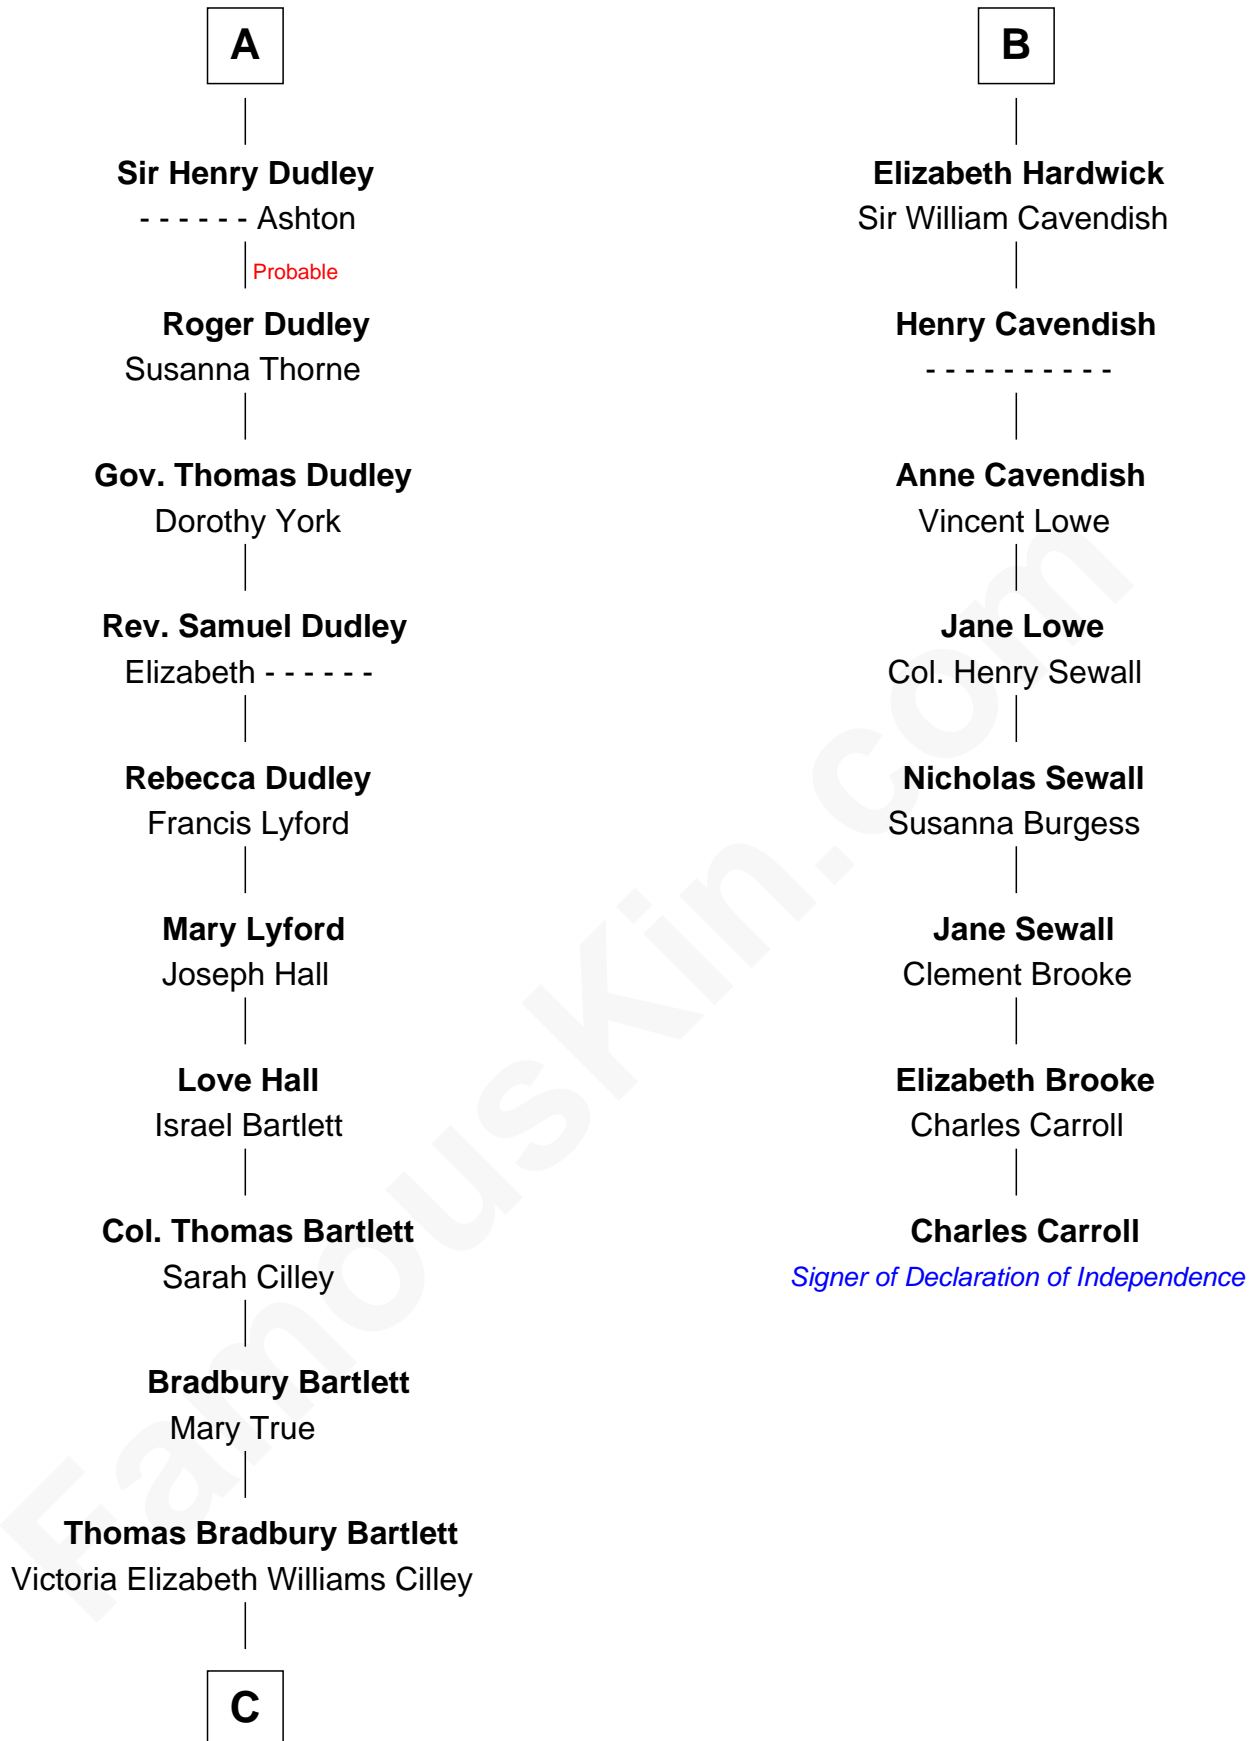 A
Sir Henry Dudley
- - - - - - Ashton
Probable
Roger Dudley
Susanna Thorne
Gov. Thomas Dudley
Dorothy York
Rev. Samuel Dudley
Elizabeth - - - - - -
Rebecca Dudley
Francis Lyford
Mary Lyford
Joseph Hall
Love Hall
Israel Bartlett
Col. Thomas Bartlett
Sarah Cilley
Bradbury Bartlett
Mary True
Thomas Bradbury Bartlett
Victoria Elizabeth Williams Cilley
C
B
Elizabeth Hardwick
Sir William Cavendish
Henry Cavendish
- - - - - - - - - -
Anne Cavendish
Vincent Lowe
Jane Lowe
Col. Henry Sewall
Nicholas Sewall
Susanna Burgess
Jane Sewall
Clement Brooke
Elizabeth Brooke
Charles Carroll
Charles Carroll
Signer of Declaration of Independence
FamousKin.com